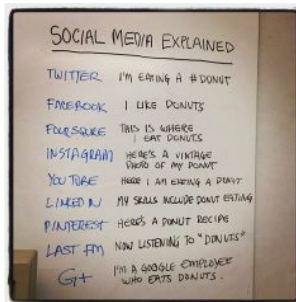 SOCIAL MEDIA EXPLAINED
TWITTER I'M EATING A #DONUT
FACEBOOK I LIKE DONUTS
FOURSQUARE THIS IS WHERE
I EAT DONUTS
INSTAGRAM HERE'S A VINTAGE
PHOTO OF MY DONUT
YOU TUBE HERE I AM EATING A DONUT
LINKED IN MY SKILLS INCLUDE DONUT EATING
PINTEREST HERE'S A DONUT RECIPE
LAST FM NOW LISTENING TO "DONUTS"
G+ I'M A GOOGLE EMPLOYEE
WHO EATS DONUTS.